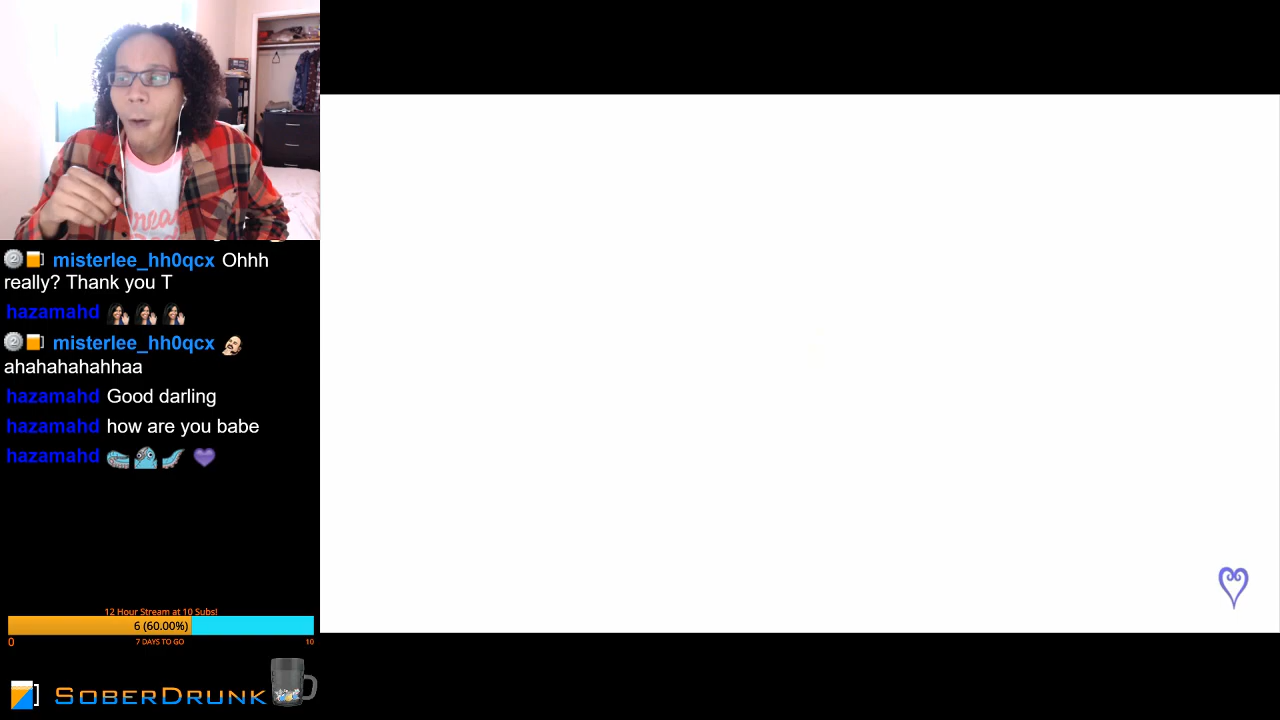 misterlee_hh0qcx Ohhh
really? Thank you T
hazamahd
misterlee_hh0qcx
ahahahahahhaa
hazamahd Good darling
hazamahd how are you babe
hazamahd
12 Hour Stream at 10 Subs!
6 (60.00%)
0 7 DAYS TO GO 10
SOBERDRUNK